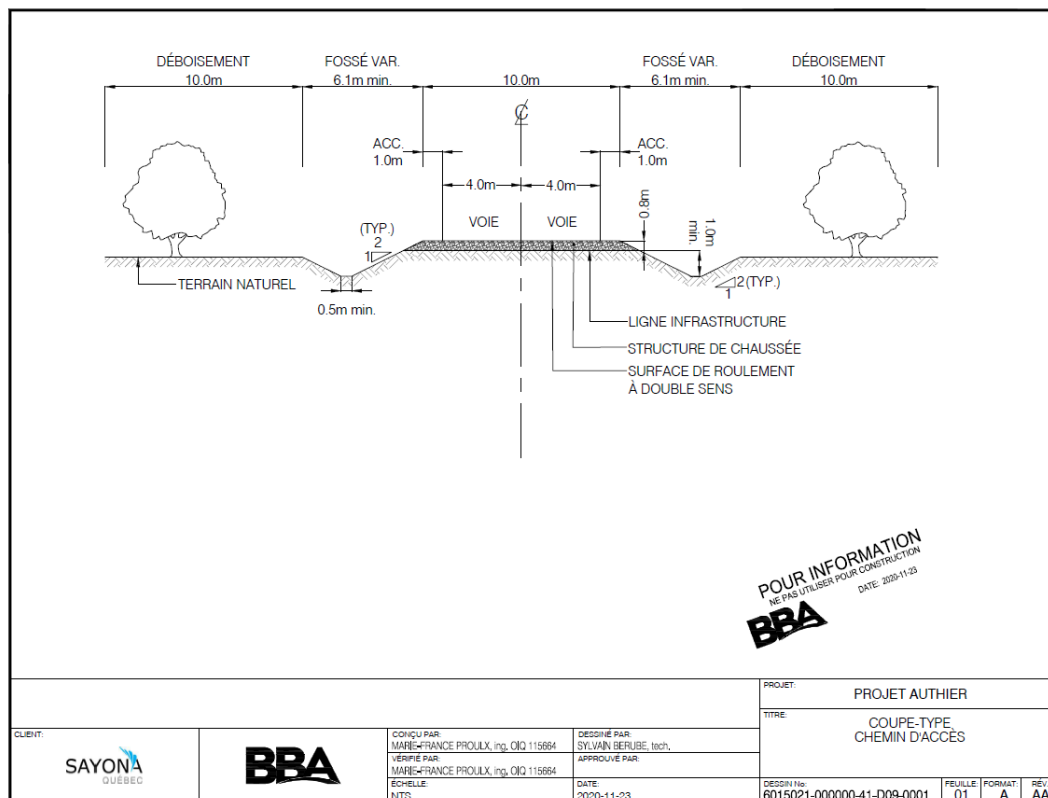 DÉBOISEMENT
10.0m
FOSSÉ VAR.
6.1m min.
10.0m
FOSSÉ VAR.
6.1m min.
DÉBOISEMENT
10.0m
ACC.
1.0m
ACC.
1.0m
4.0m
4.0m
0.8m
1.0m
min.
VOIE
VOIE
(TYP.)
2
1
2 (TYP.)
1
TERRAIN NATUREL
0.5m min.
LIGNE INFRASTRUCTURE
STRUCTURE DE CHAUSSÉE
SURFACE DE ROULEMENT
À DOUBLE SENS
POUR INFORMATION
NE PAS UTILISER POUR CONSTRUCTION
DATE: 2020-11-23
BBA
PROJET:
PROJET AUTHIER
TITRE:
COUPE-TYPE
CHEMIN D'ACCÈS
CLIENT:
SAYONA
QUÉBEC
BBA
CONÇU PAR:
MARIE-FRANCE PROULX, ing. OIQ 115664
DESSINÉ PAR:
SYLVAIN BERUBE, tech.
VÉRIFIÉ PAR:
MARIE-FRANCE PROULX, ing. OIQ 115664
APPROUVÉ PAR:
ÉCHELLE:
NTS
DATE:
2020-11-23
DESSIN No:
6015021-000000-41-D09-0001
FEUILLE:
01
FORMAT:
A
RÉV.
AA